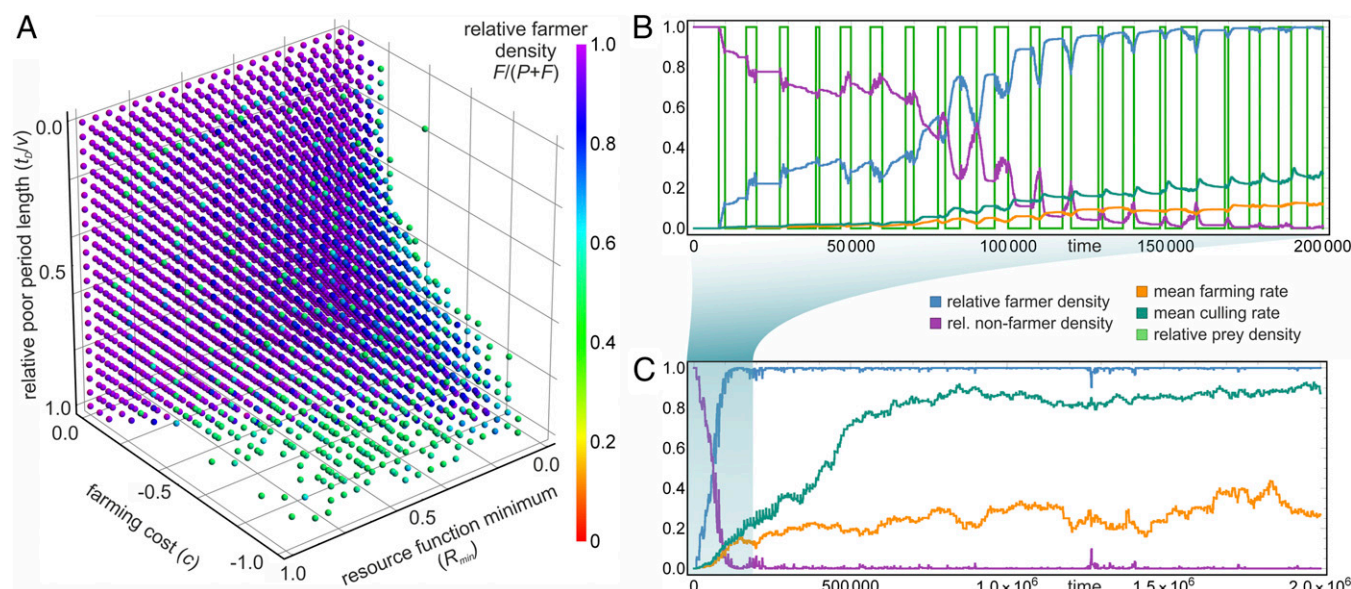 A
relative farmer
density
F/(P+F)
1.0
0.8
0.6
0.4
0.2
0
relative poor period length (tₚ/v)
0.0
0.5
1.0
0.0
-0.5
-1.0
farming cost (c)
1.0
0.5
0.0
resource function minimum
(Rmin)
B
1.0
0.8
0.6
0.4
0.2
0.0
0
50 000
100 000
time
150 000
200 000
relative farmer density
rel. non-farmer density
mean farming rate
mean culling rate
relative prey density
C
1.0
0.8
0.6
0.4
0.2
0.0
0
500 000
1.0 × 10⁶
time
1.5 × 10⁶
2.0 × 10⁶